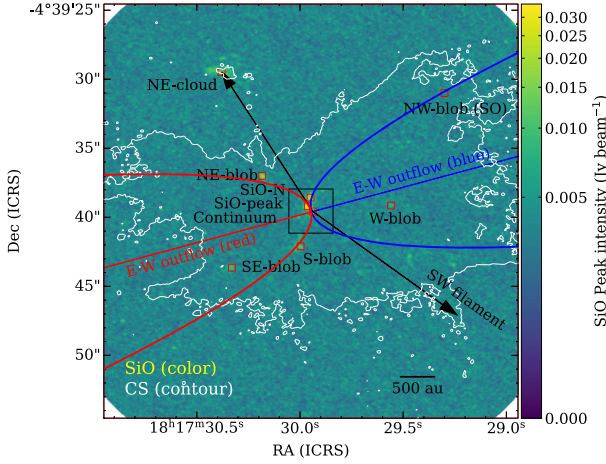 −4°39'25"
30"
35"
40"
45"
50"
Dec (ICRS)
NE-cloud
NW-blob (SO)
E-W outflow (blue)
NE-blob
SiO-N
SiO-peak
Continuum
W-blob
E-W outflow (red)
SE-blob
S-blob
SW filament
SiO (color)
CS (contour)
500 au
18ʰ17ᵐ30.5ˢ
30.0ˢ
29.5ˢ
29.0ˢ
RA (ICRS)
0.030
0.025
0.020
0.015
0.010
0.005
0.000
SiO Peak intensity (Jy beam⁻¹)